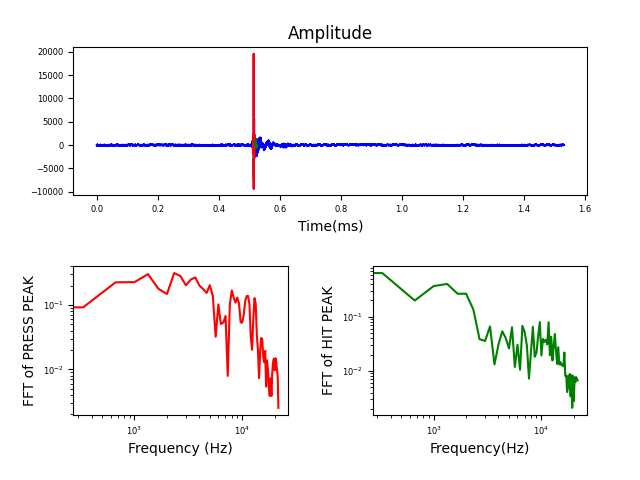 Amplitude
20000
15000
10000
5000
0
−5000
−10000
0.0 0.2 0.4 0.6 0.8 1.0 1.2 1.4 1.6
Time(ms)
FFT of PRESS PEAK
10⁻¹
10⁻²
10³ 10⁴
Frequency (Hz)
FFT of HIT PEAK
10⁻¹
10⁻²
10³ 10⁴
Frequency(Hz)